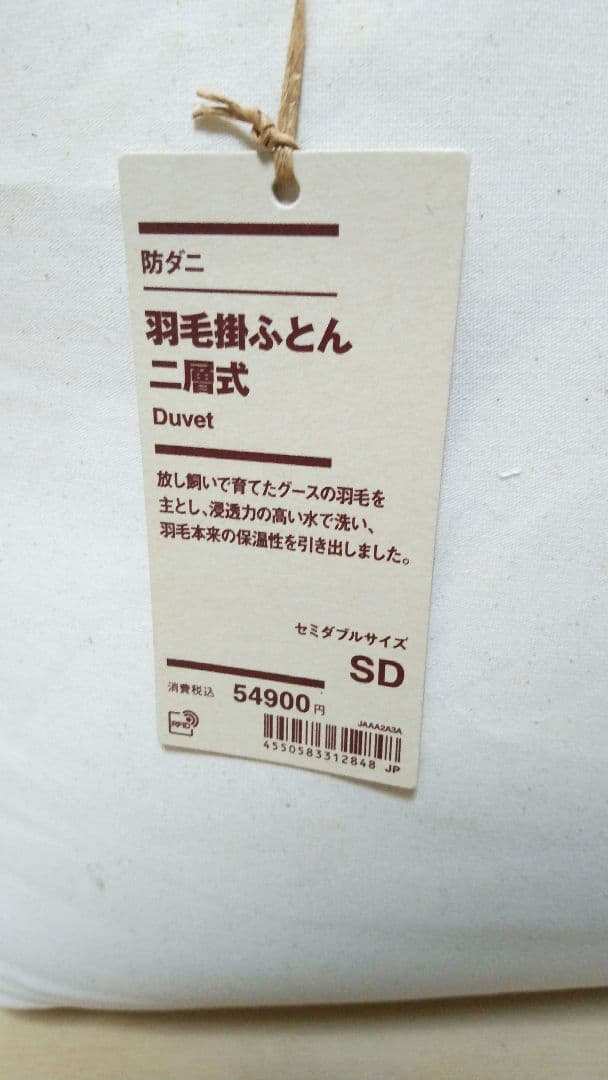 防ダニ
羽毛掛ふとん
二層式
Duvet
放し飼いで育てたグースの羽毛を
主とし、浸透力の高い水で洗い、
羽毛本来の保温性を引き出しました。
セミダブルサイズ
SD
消費税込 54900円
RFID
JAAA2A3A
4550583312848 JP